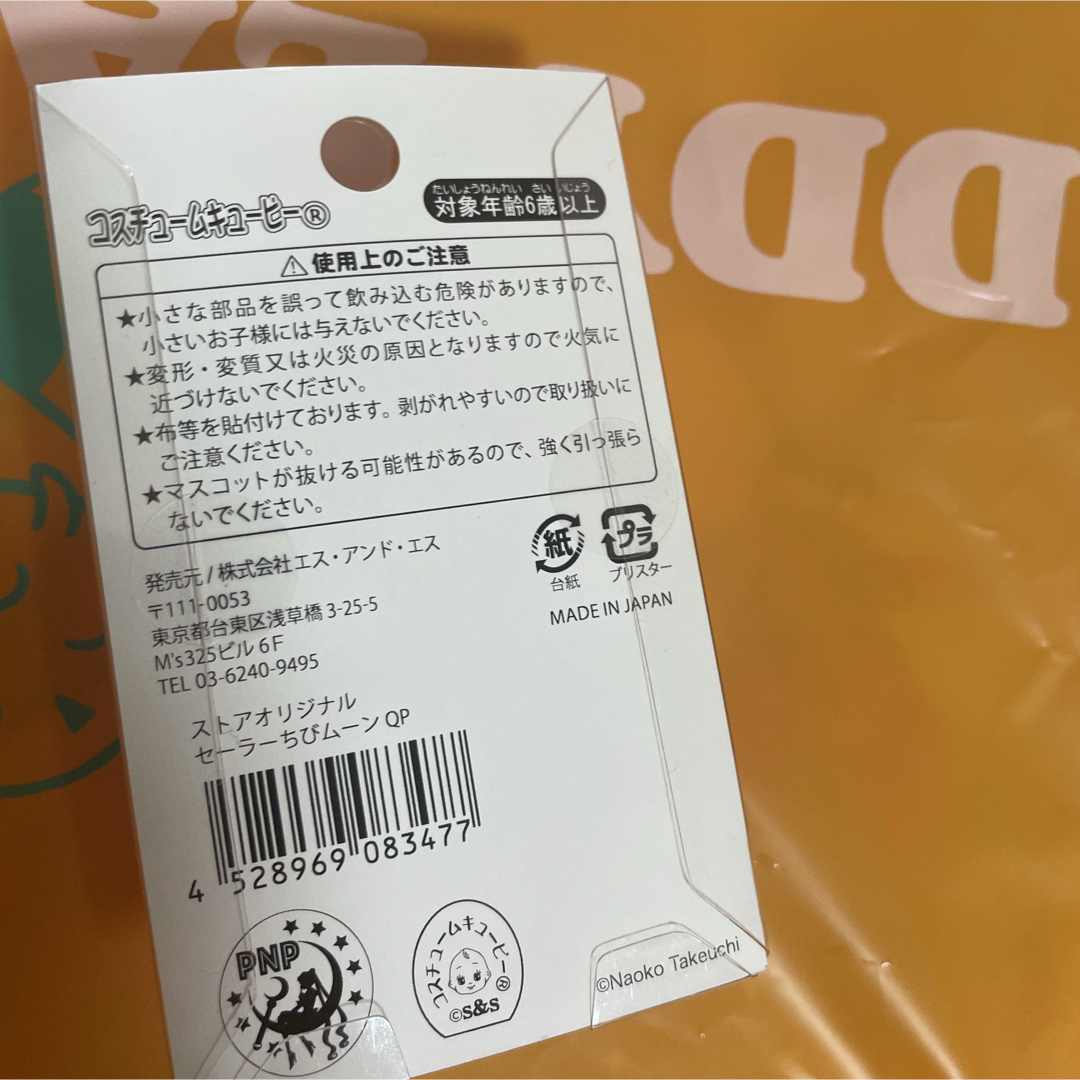 コスチュームキューピー®
たいしょうねんれい さい いじょう
対象年齢6歳以上
⚠使用上のご注意
★小さな部品を誤って飲み込む危険がありますので、
小さいお子様には与えないでください。
★変形・変質又は火災の原因となりますので火気に
近づけないでください。
★布等を貼付けております。剥がれやすいので取り扱いに
ご注意ください。
★マスコットが抜ける可能性があるので、強く引っ張ら
ないでください。
発売元/株式会社エス・アンド・エス
〒111-0053
東京都台東区浅草橋3-25-5
M's325ビル6F
TEL 03-6240-9495
紙
台紙
プラ
ブリスター
MADE IN JAPAN
ストアオリジナル
セーラーちびムーン QP
4 528969 083477
PNP
コスチュームキューピー®
©S&S
©Naoko Takeuchi
DD